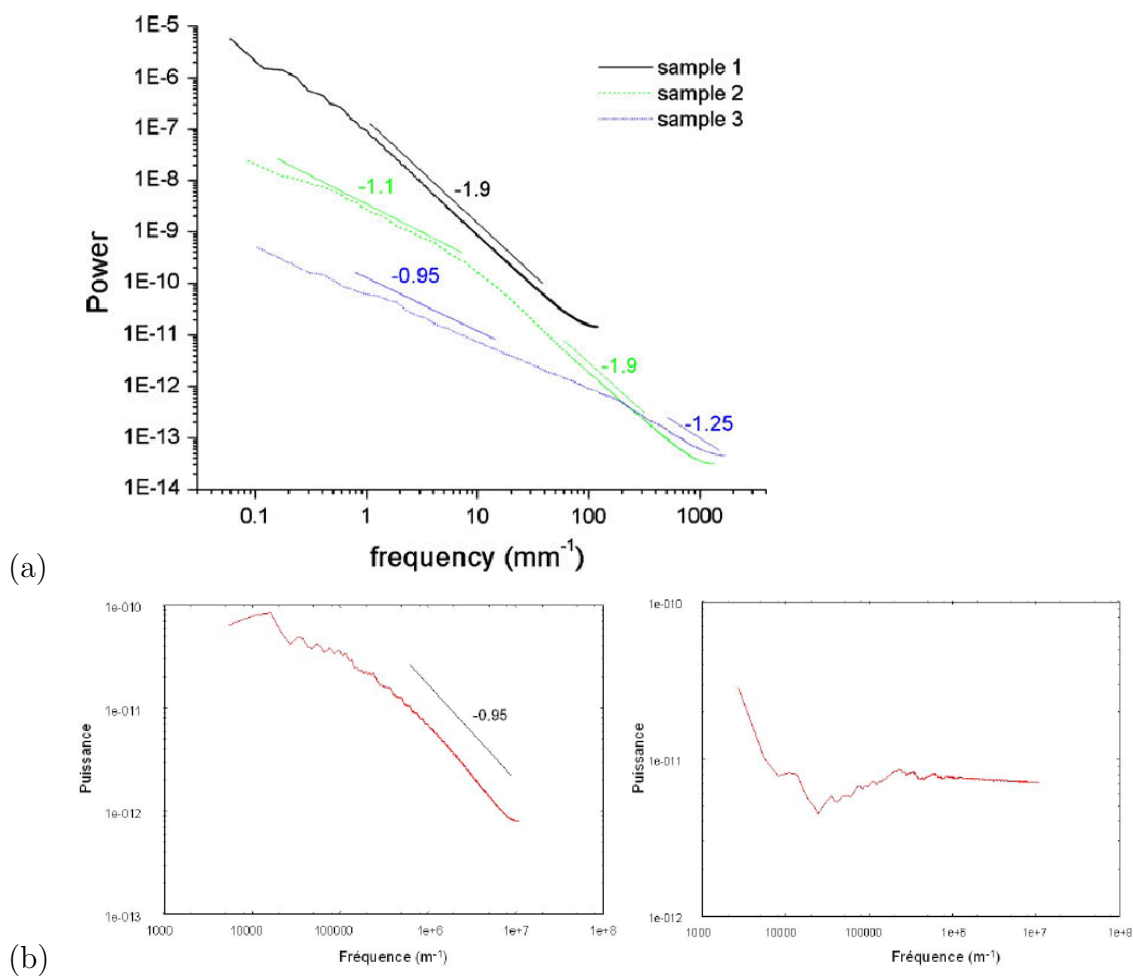 1E-5
1E-6
1E-7
1E-8
1E-9
1E-10
1E-11
1E-12
1E-13
1E-14
Power
sample 1
sample 2
sample 3
-1.9
-1.1
-0.95
-1.9
-1.25
0.1 1 10 100 1000
frequency (mm⁻¹)
(a)
1e-010
1e-011
1e-012
1e-013
Puissance
-0.95
1000 10000 100000 1e+6 1e+7 1e+8
Fréquence (m⁻¹)
1e-010
1e-011
1e-012
Puissance
1000 10000 100000 1e+6 1e+7 1e+8
Fréquence (m⁻¹)
(b)